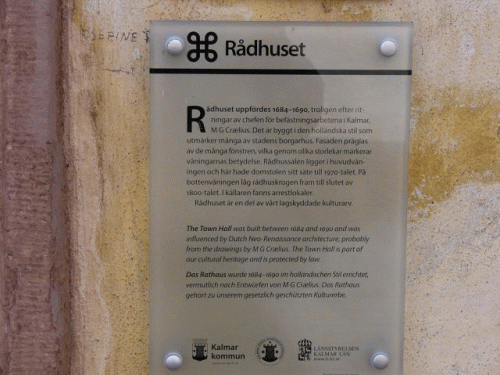 Rådhuset
Rådhuset uppfördes 1684–1690, troligen efter rit-
ningar av chefen för befästningsarbetena i Kalmar,
M G Crælius. Det är byggt i den holländska stil som
utmärker många av stadens borgarhus. Fasaden präglas
av de många fönstren, vilka genom olika storlekar markerar
våningarnas betydelse. Rådhussalen ligger i huvudvån-
ingen och här hade domstolen sitt säte till 1970-talet. På
bottenvåningen låg rådhuskrogen fram till slutet av
1800-talet. I källaren fanns arrestlokaler.
Rådhuset är en del av vårt lagskyddade kulturarv.
The Town Hall was built between 1684 and 1690 and was
influenced by Dutch Neo-Renaissance architecture, probably
from the drawings by M G Crælius. The Town Hall is part of
our cultural heritage and is protected by law.
Das Rathaus wurde 1684–1690 im holländischen Stil errichtet,
vermutlich nach Entwürfen von M G Crælius. Das Rathaus
gehört zu unserem gesetzlich geschützten Kulturerbe.
Kalmar
kommun
LÄNSSTYRELSEN
KALMAR LÄN